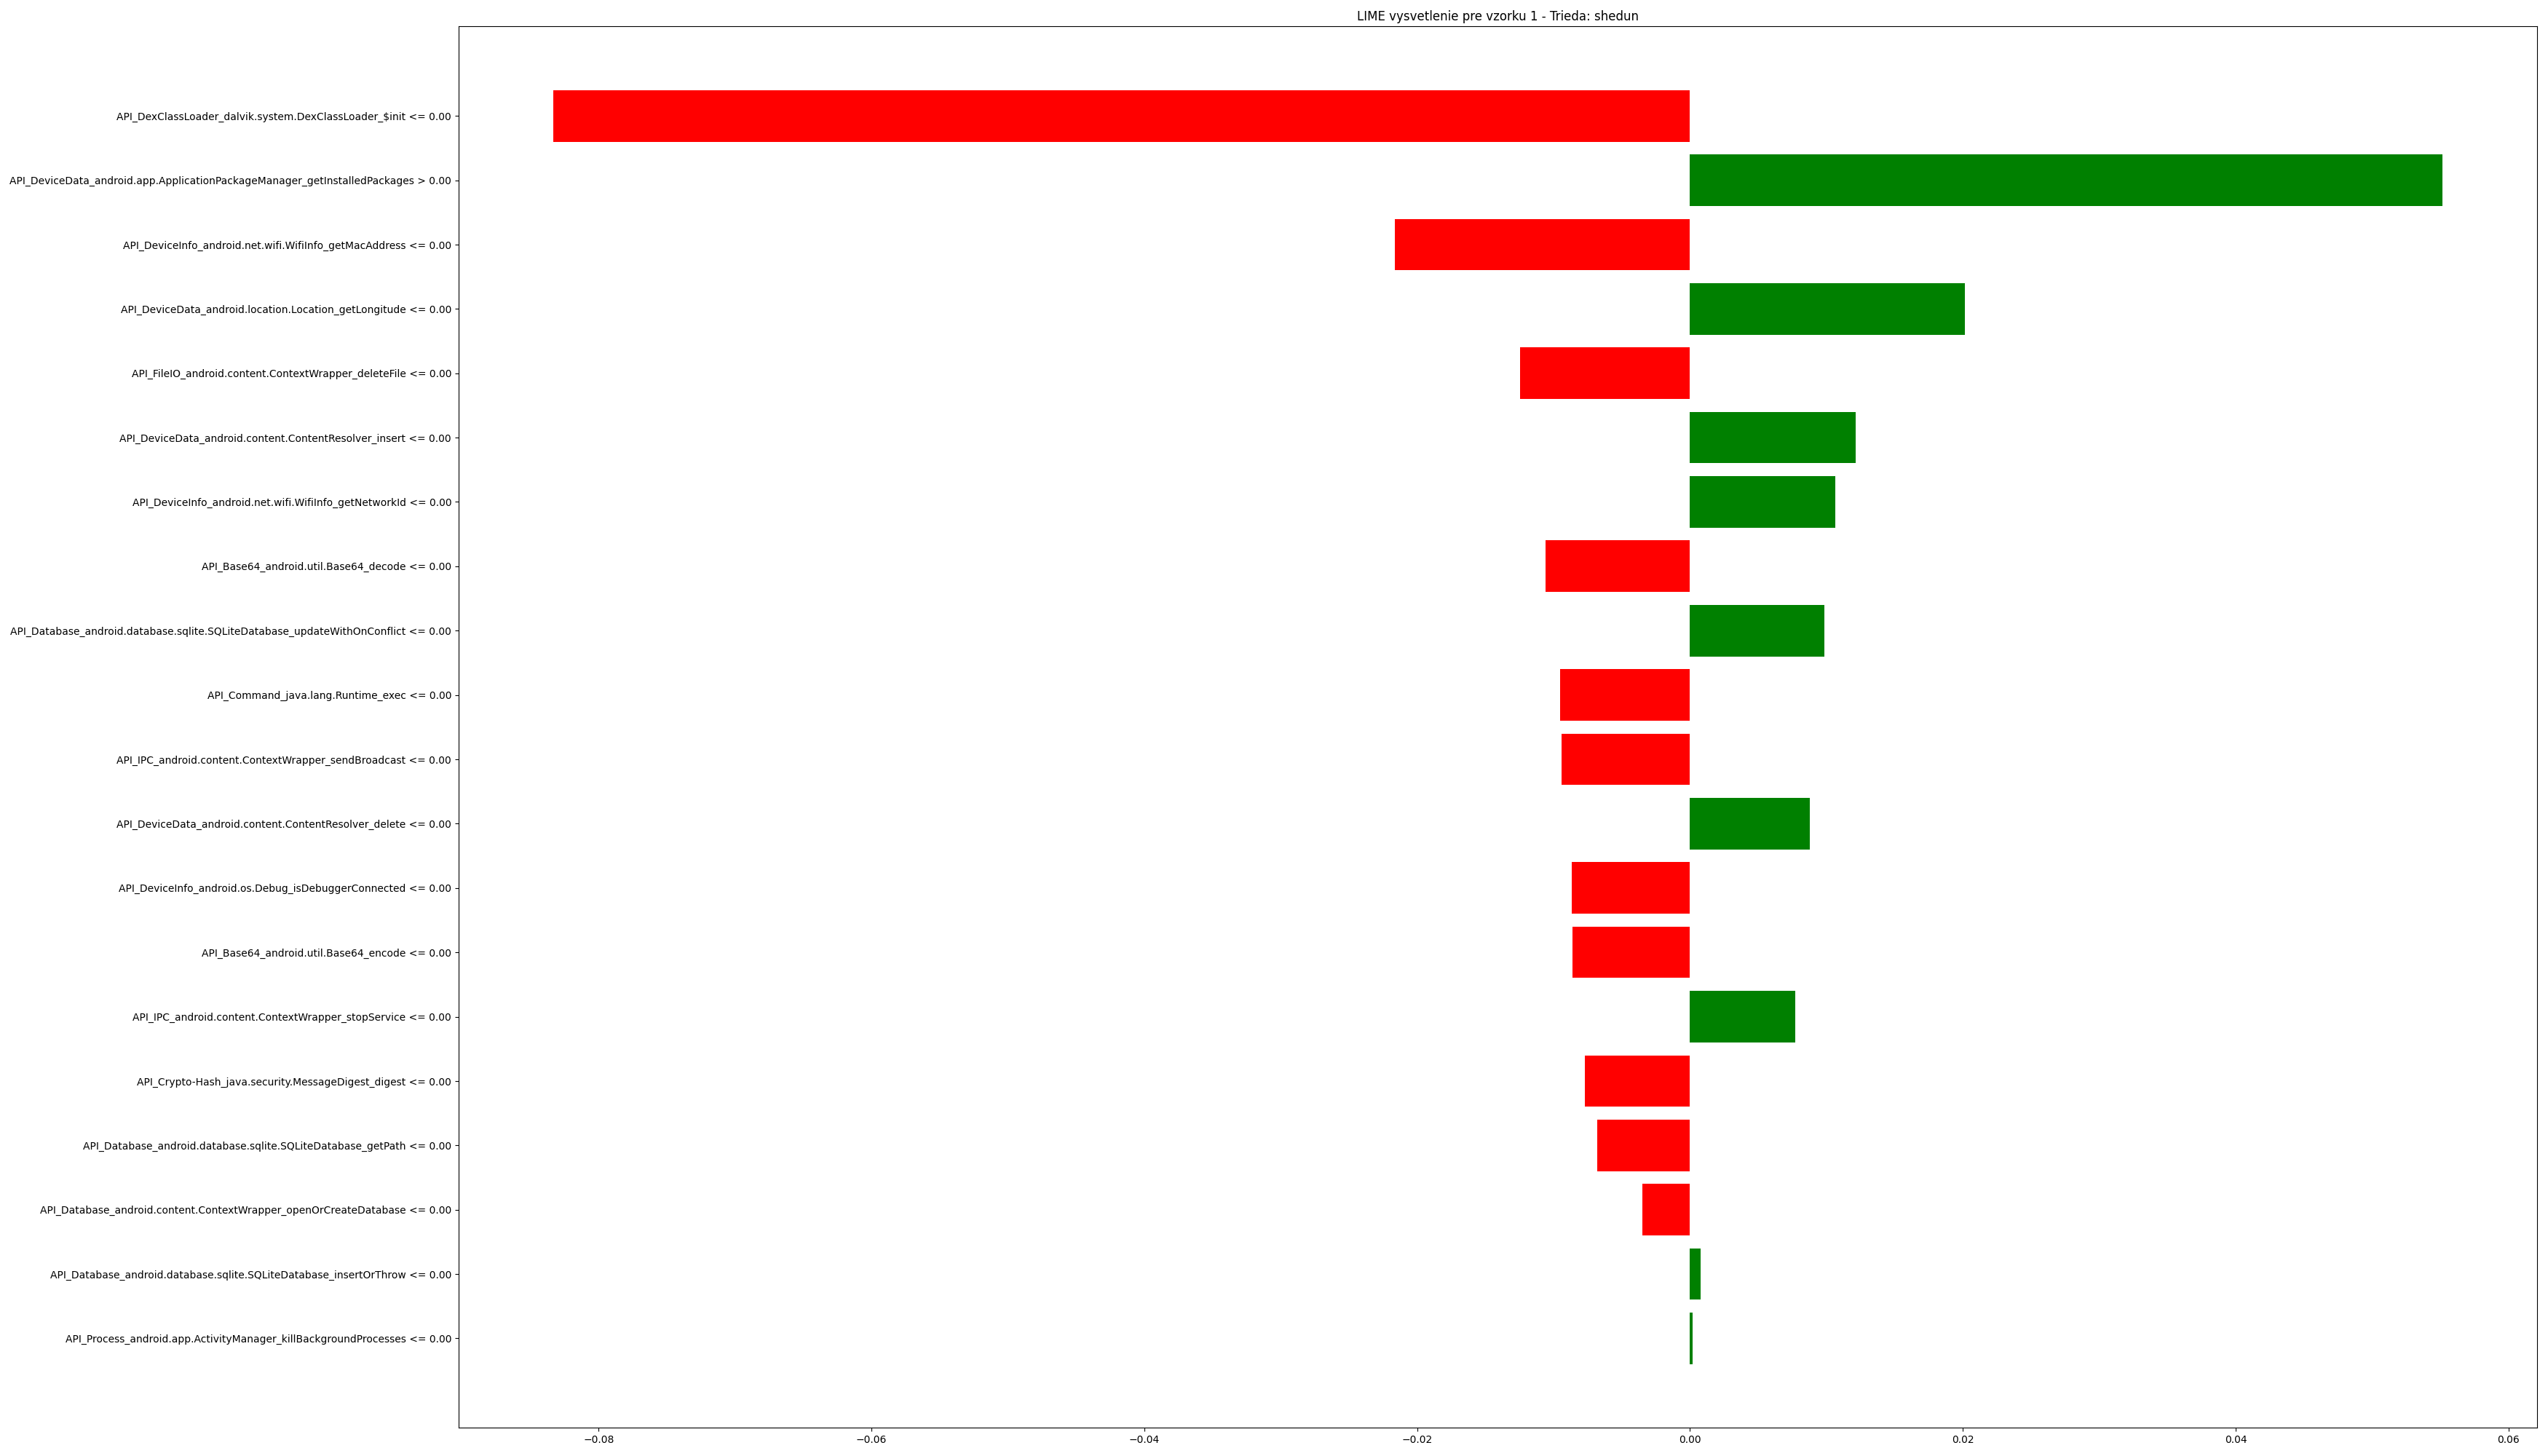 LIME vysvetlenie pre vzorku 1 - Trieda: shedun
API_DexClassLoader_dalvik.system.DexClassLoader_$init <= 0.00
API_DeviceData_android.app.ApplicationPackageManager_getInstalledPackages > 0.00
API_DeviceInfo_android.net.wifi.WifiInfo_getMacAddress <= 0.00
API_DeviceData_android.location.Location_getLongitude <= 0.00
API_FileIO_android.content.ContextWrapper_deleteFile <= 0.00
API_DeviceData_android.content.ContentResolver_insert <= 0.00
API_DeviceInfo_android.net.wifi.WifiInfo_getNetworkId <= 0.00
API_Base64_android.util.Base64_decode <= 0.00
API_Database_android.database.sqlite.SQLiteDatabase_updateWithOnConflict <= 0.00
API_Command_java.lang.Runtime_exec <= 0.00
API_IPC_android.content.ContextWrapper_sendBroadcast <= 0.00
API_DeviceData_android.content.ContentResolver_delete <= 0.00
API_DeviceInfo_android.os.Debug_isDebuggerConnected <= 0.00
API_Base64_android.util.Base64_encode <= 0.00
API_IPC_android.content.ContextWrapper_stopService <= 0.00
API_Crypto-Hash_java.security.MessageDigest_digest <= 0.00
API_Database_android.database.sqlite.SQLiteDatabase_getPath <= 0.00
API_Database_android.content.ContextWrapper_openOrCreateDatabase <= 0.00
API_Database_android.database.sqlite.SQLiteDatabase_insertOrThrow <= 0.00
API_Process_android.app.ActivityManager_killBackgroundProcesses <= 0.00
−0.08 −0.06 −0.04 −0.02 0.00 0.02 0.04 0.06